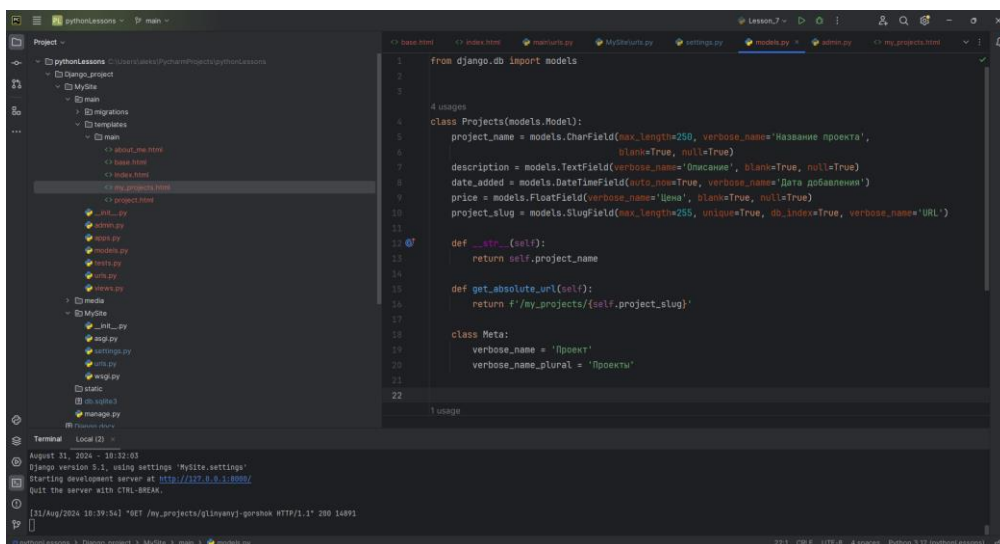 pythonLessons
main
Lesson_7
Project
base.html
index.html
main\urls.py
MySite\urls.py
settings.py
models.py
admin.py
my_projects.html
pythonLessons C:\Users\aleks\PycharmProjects\pythonLessons
Django_project
MySite
main
migrations
templates
main
about_me.html
base.html
index.html
my_projects.html
project.html
__init__.py
admin.py
apps.py
models.py
tests.py
urls.py
views.py
media
MySite
__init__.py
asgi.py
settings.py
urls.py
wsgi.py
static
db.sqlite3
manage.py
Django.docx
1 from django.db import models
2
3
4 usages
4 class Projects(models.Model):
5 project_name = models.CharField(max_length=250, verbose_name='Название проекта',
6 blank=True, null=True)
7 description = models.TextField(verbose_name='Описание', blank=True, null=True)
8 date_added = models.DateTimeField(auto_now=True, verbose_name='Дата добавления')
9 price = models.FloatField(verbose_name='Цена', blank=True, null=True)
10 project_slug = models.SlugField(max_length=255, unique=True, db_index=True, verbose_name='URL')
11
12 def __str__(self):
13 return self.project_name
14
15 def get_absolute_url(self):
16 return f'/my_projects/{self.project_slug}'
17
18 class Meta:
19 verbose_name = 'Проект'
20 verbose_name_plural = 'Проекты'
21
22
1 usage
Terminal Local (2)
August 31, 2024 - 10:32:03
Django version 5.1, using settings 'MySite.settings'
Starting development server at http://127.0.0.1:8000/
Quit the server with CTRL-BREAK.
[31/Aug/2024 10:39:54] "GET /my_projects/glinyanyj-gorshok HTTP/1.1" 200 14891
pythonLessons > Django_project > MySite > main > models.py
22:1 CRLF UTF-8 4 spaces Python 3.12 (pythonLessons)